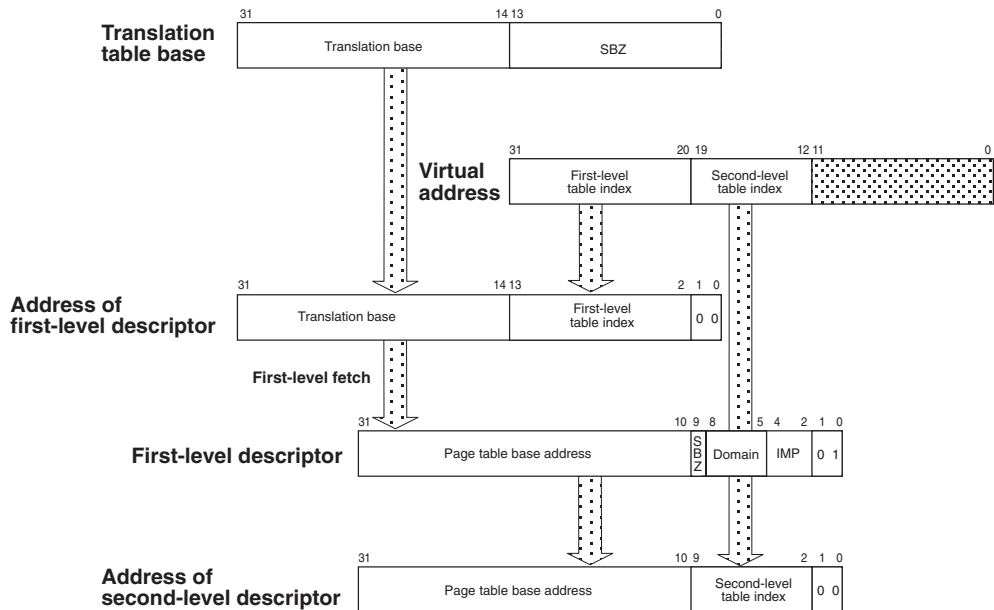 31 14 13 0
Translation
table base
Translation base
SBZ
31 20 19 12 11 0
Virtual
address
First-level
table index
Second-level
table index
31 14 13 2 1 0
Address of
first-level descriptor
Translation base
First-level
table index
0 0
First-level fetch
31 10 9 8 5 4 2 1 0
First-level descriptor
Page table base address
S
B
Z
Domain
IMP
0 1
31 10 9 2 1 0
Address of
second-level descriptor
Page table base address
Second-level
table index
0 0